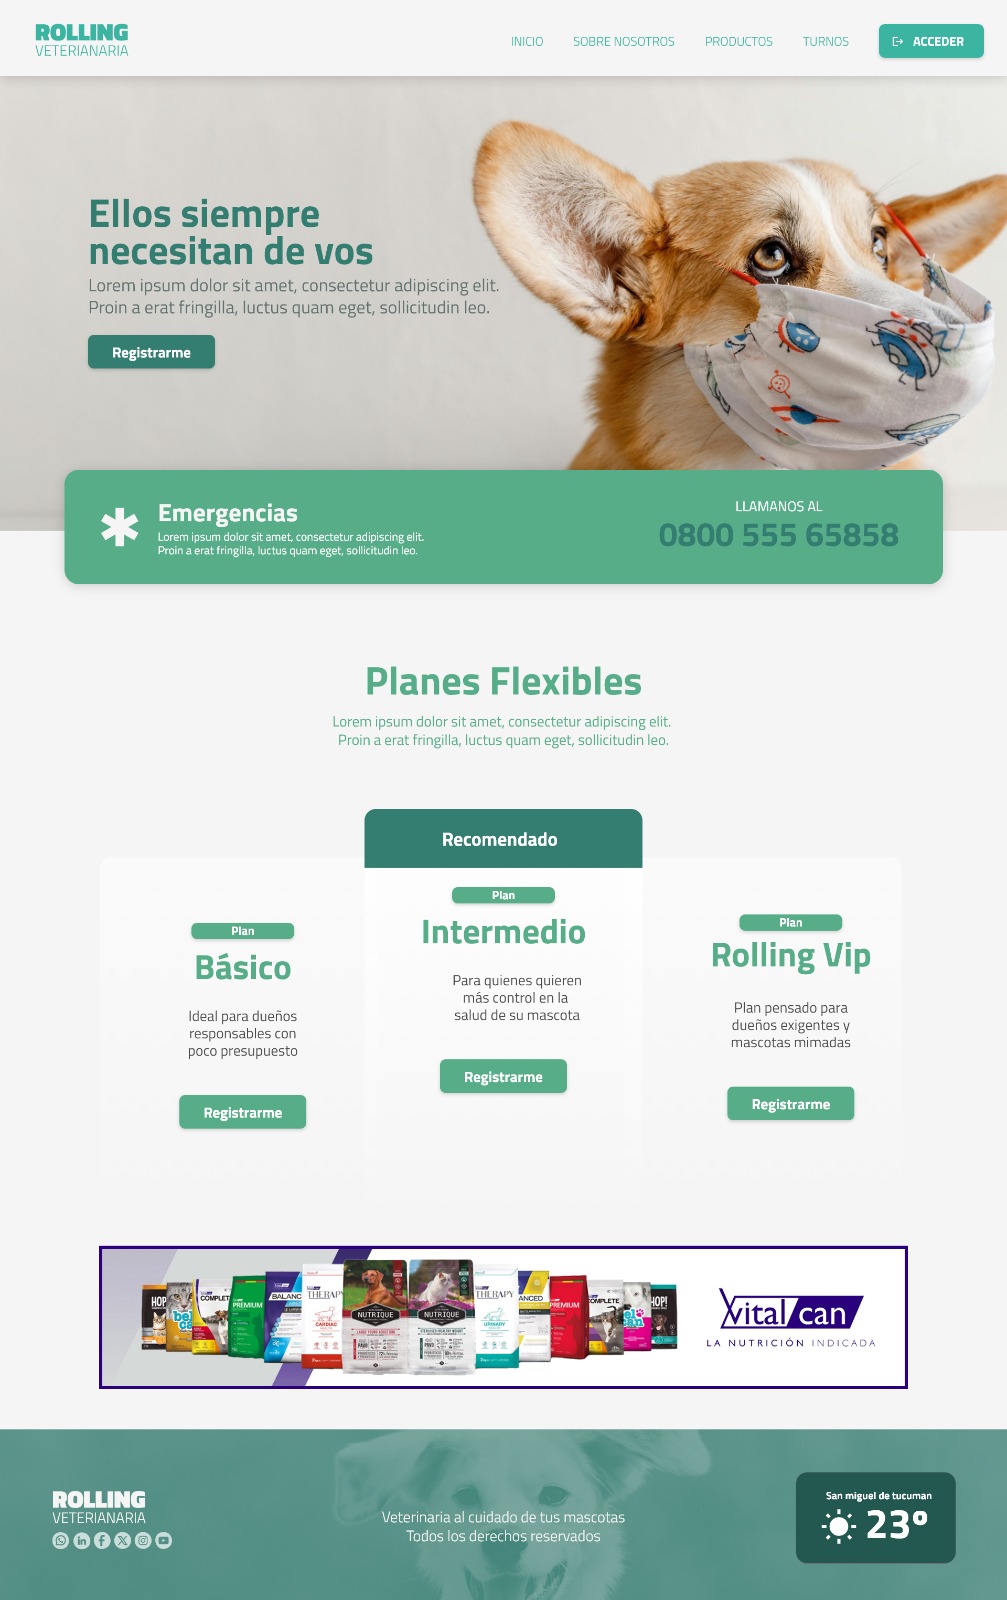 ROLLING
VETERIANARIA
INICIO
SOBRE NOSOTROS
PRODUCTOS
TURNOS
ACCEDER
Ellos siempre
necesitan de vos
Lorem ipsum dolor sit amet, consectetur adipiscing elit.
Proin a erat fringilla, luctus quam eget, sollicitudin leo.
Registrarme
Emergencias
Lorem ipsum dolor sit amet, consectetur adipiscing elit.
Proin a erat fringilla, luctus quam eget, sollicitudin leo.
LLAMANOS AL
0800 555 65858
Planes Flexibles
Lorem ipsum dolor sit amet, consectetur adipiscing elit.
Proin a erat fringilla, luctus quam eget, sollicitudin leo.
Recomendado
Plan
Básico
Ideal para dueños
responsables con
poco presupuesto
Registrarme
Plan
Intermedio
Para quienes quieren
más control en la
salud de su mascota
Registrarme
Plan
Rolling Vip
Plan pensado para
dueños exigentes y
mascotas mimadas
Registrarme
HOP
COMPLET
PREMIUM
BALANC
THERAPY
CARDIAC
NUTRIQUE
NUTRIQUE
THERAPY
URINARY
ANCED
PREMIUM
COMPLETE
HOP!
Vital can
LA NUTRICIÓN INDICADA
ROLLING
VETERIANARIA
Veterinaria al cuidado de tus mascotas
Todos los derechos reservados
San miguel de tucuman
23º